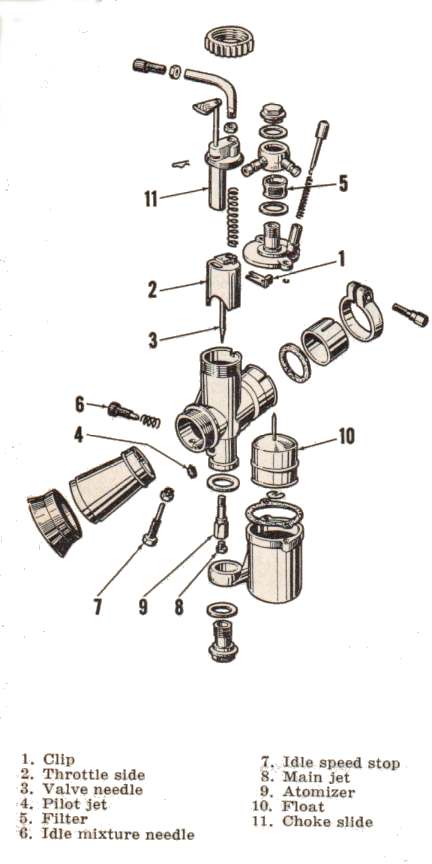 11
5
1
2
3
6
4
10
7
9
8
1. Clip
2. Throttle side
3. Valve needle
4. Pilot jet
5. Filter
6. Idle mixture needle
7. Idle speed stop
8. Main jet
9. Atomizer
10. Float
11. Choke slide